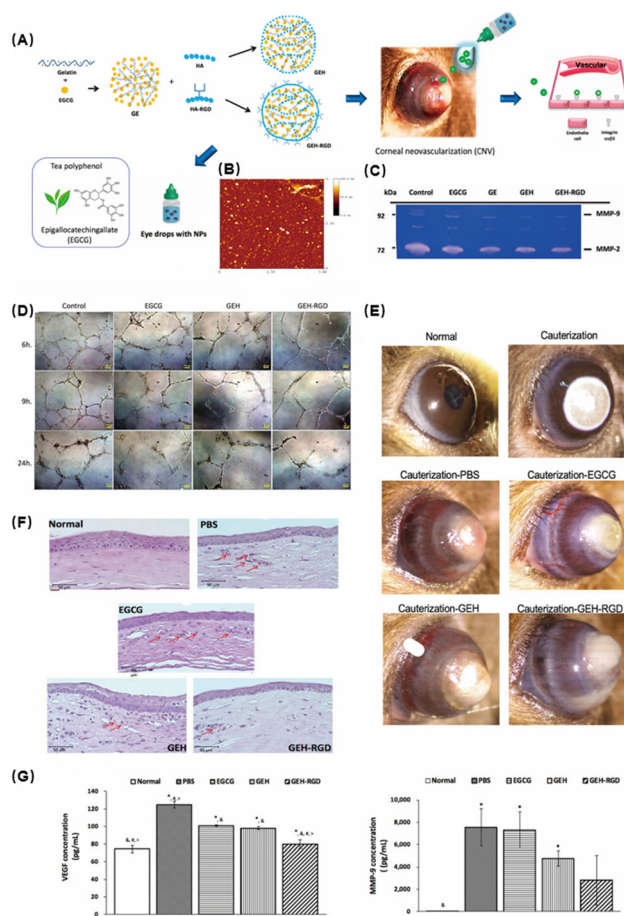 (A)
Gelatin
+
EGCG
GE
+
HA
HA-RGD
GEH
GEH-RGD
Corneal neovascularization (CNV)
Vascular
Endothelia cell
Integrin
Tea polyphenol
Epigallocatechingallate
(EGCG)
Eye drops with NPs
(B)
(C)
kDa
Control
EGCG
GE
GEH
GEH-RGD
92
MMP-9
72
MMP-2
(D)
Control
EGCG
GEH
GEH-RGD
6h.
9h.
24h.
(E)
Normal
Cauterization
Cauterization-PBS
Cauterization-EGCG
Cauterization-GEH
Cauterization-GEH-RGD
(F)
Normal
PBS
EGCG
GEH
GEH-RGD
(G)
Normal
PBS
EGCG
GEH
GEH-RGD
VEGF concentration
(pg/mL)
140
120
100
80
60
40
20
0
&, #, >
*, #, >
*, &
*, &
*, &, #, >
Normal
PBS
EGCG
GEH
GEH-RGD
MMP-9 concentration
( pg/mL)
10,000
8,000
6,000
4,000
2,000
0
&
*
*
*